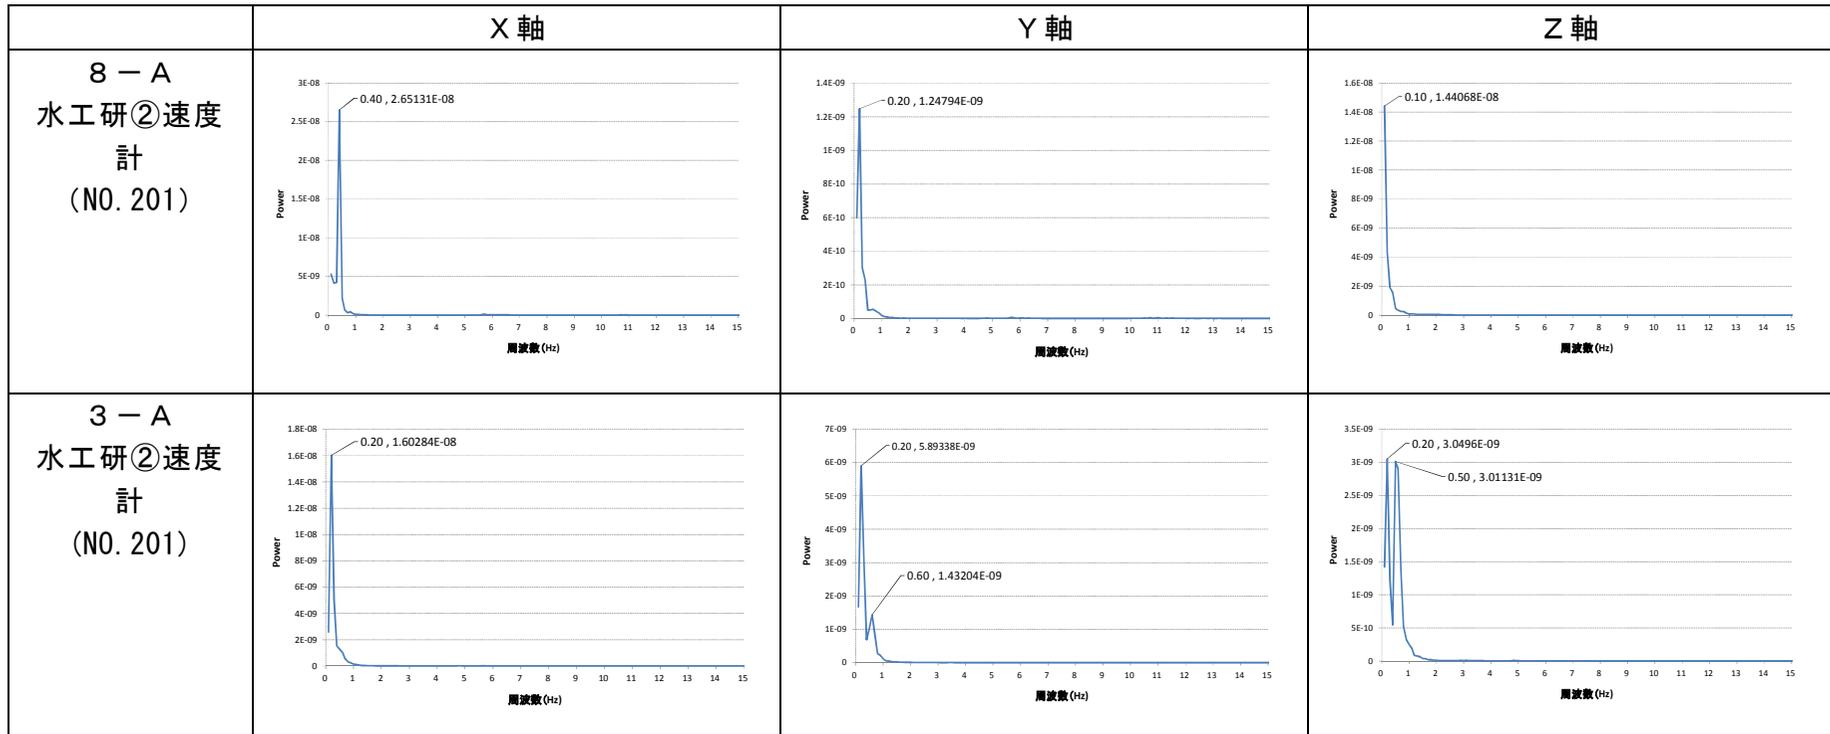 X軸
Y軸
Z軸
8－A
水工研②速度
計
(NO.201)
3E-08
2.5E-08
2E-08
1.5E-08
1E-08
5E-09
0
Power
0.40 , 2.65131E-08
0 1 2 3 4 5 6 7 8 9 10 11 12 13 14 15
周波数(Hz)
1.4E-09
1.2E-09
1E-09
8E-10
6E-10
4E-10
2E-10
0
Power
0.20 , 1.24794E-09
0 1 2 3 4 5 6 7 8 9 10 11 12 13 14 15
周波数(Hz)
1.6E-08
1.4E-08
1.2E-08
1E-08
8E-09
6E-09
4E-09
2E-09
0
Power
0.10 , 1.44068E-08
0 1 2 3 4 5 6 7 8 9 10 11 12 13 14 15
周波数(Hz)
3－A
水工研②速度
計
(NO.201)
1.8E-08
1.6E-08
1.4E-08
1.2E-08
1E-08
8E-09
6E-09
4E-09
2E-09
0
Power
0.20 , 1.60284E-08
0 1 2 3 4 5 6 7 8 9 10 11 12 13 14 15
周波数(Hz)
7E-09
6E-09
5E-09
4E-09
3E-09
2E-09
1E-09
0
Power
0.20 , 5.89338E-09
0.60 , 1.43204E-09
0 1 2 3 4 5 6 7 8 9 10 11 12 13 14 15
周波数(Hz)
3.5E-09
3E-09
2.5E-09
2E-09
1.5E-09
1E-09
5E-10
0
Power
0.20 , 3.0496E-09
0.50 , 3.01131E-09
0 1 2 3 4 5 6 7 8 9 10 11 12 13 14 15
周波数(Hz)